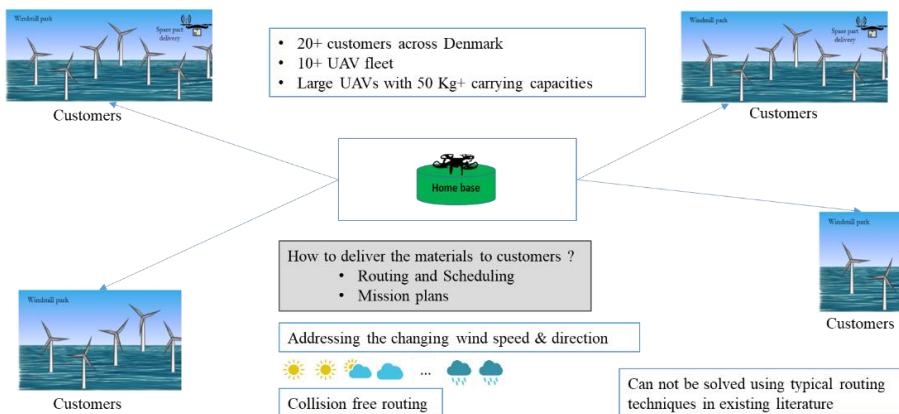 Windmill park
Spare part
delivery
Customers
• 20+ customers across Denmark
• 10+ UAV fleet
• Large UAVs with 50 Kg+ carrying capacities
Windmill park
Spare part
delivery
Customers
Home base
How to deliver the materials to customers ?
• Routing and Scheduling
• Mission plans
Windmill park
Customers
Windmill park
Customers
Addressing the changing wind speed & direction
...
Collision free routing
Can not be solved using typical routing
techniques in existing literature